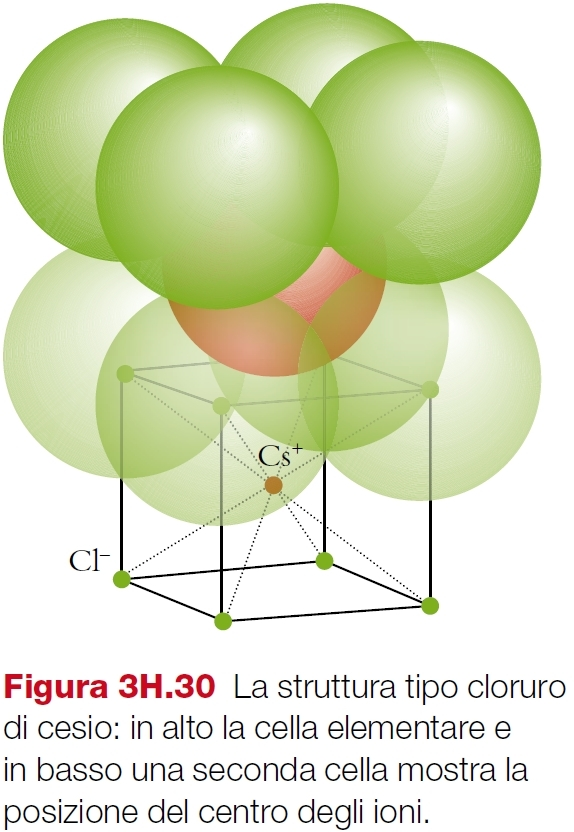 Cs⁺
Cl⁻
Figura 3H.30 La struttura tipo cloruro
di cesio: in alto la cella elementare e
in basso una seconda cella mostra la
posizione del centro degli ioni.